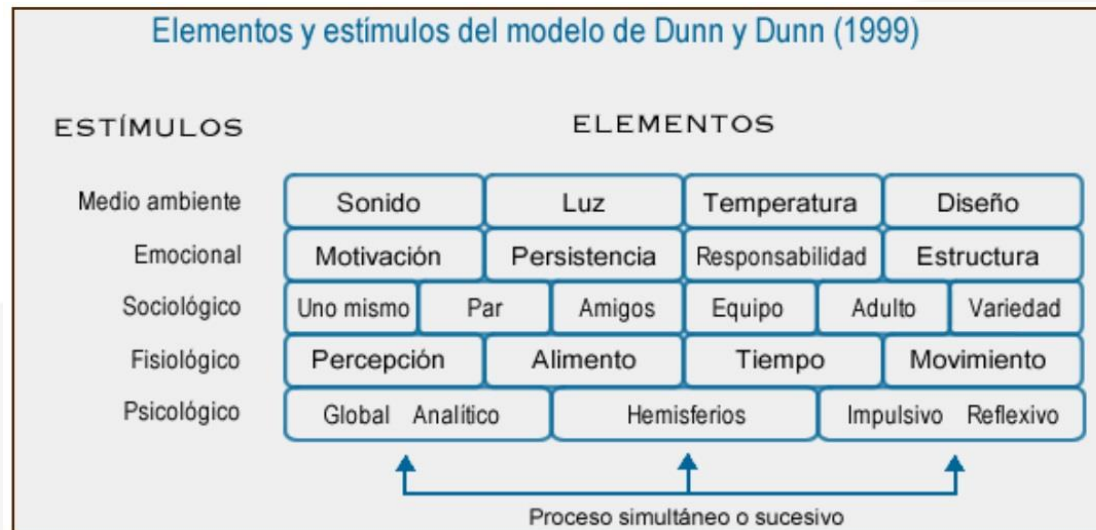 Elementos y estímulos del modelo de Dunn y Dunn (1999)
ESTÍMULOS ELEMENTOS
Medio ambiente Sonido Luz Temperatura Diseño
Emocional Motivación Persistencia Responsabilidad Estructura
Sociológico Uno mismo Par Amigos Equipo Adulto Variedad
Fisiológico Percepción Alimento Tiempo Movimiento
Psicológico Global Analítico Hemisferios Impulsivo Reflexivo
Proceso simultáneo o sucesivo